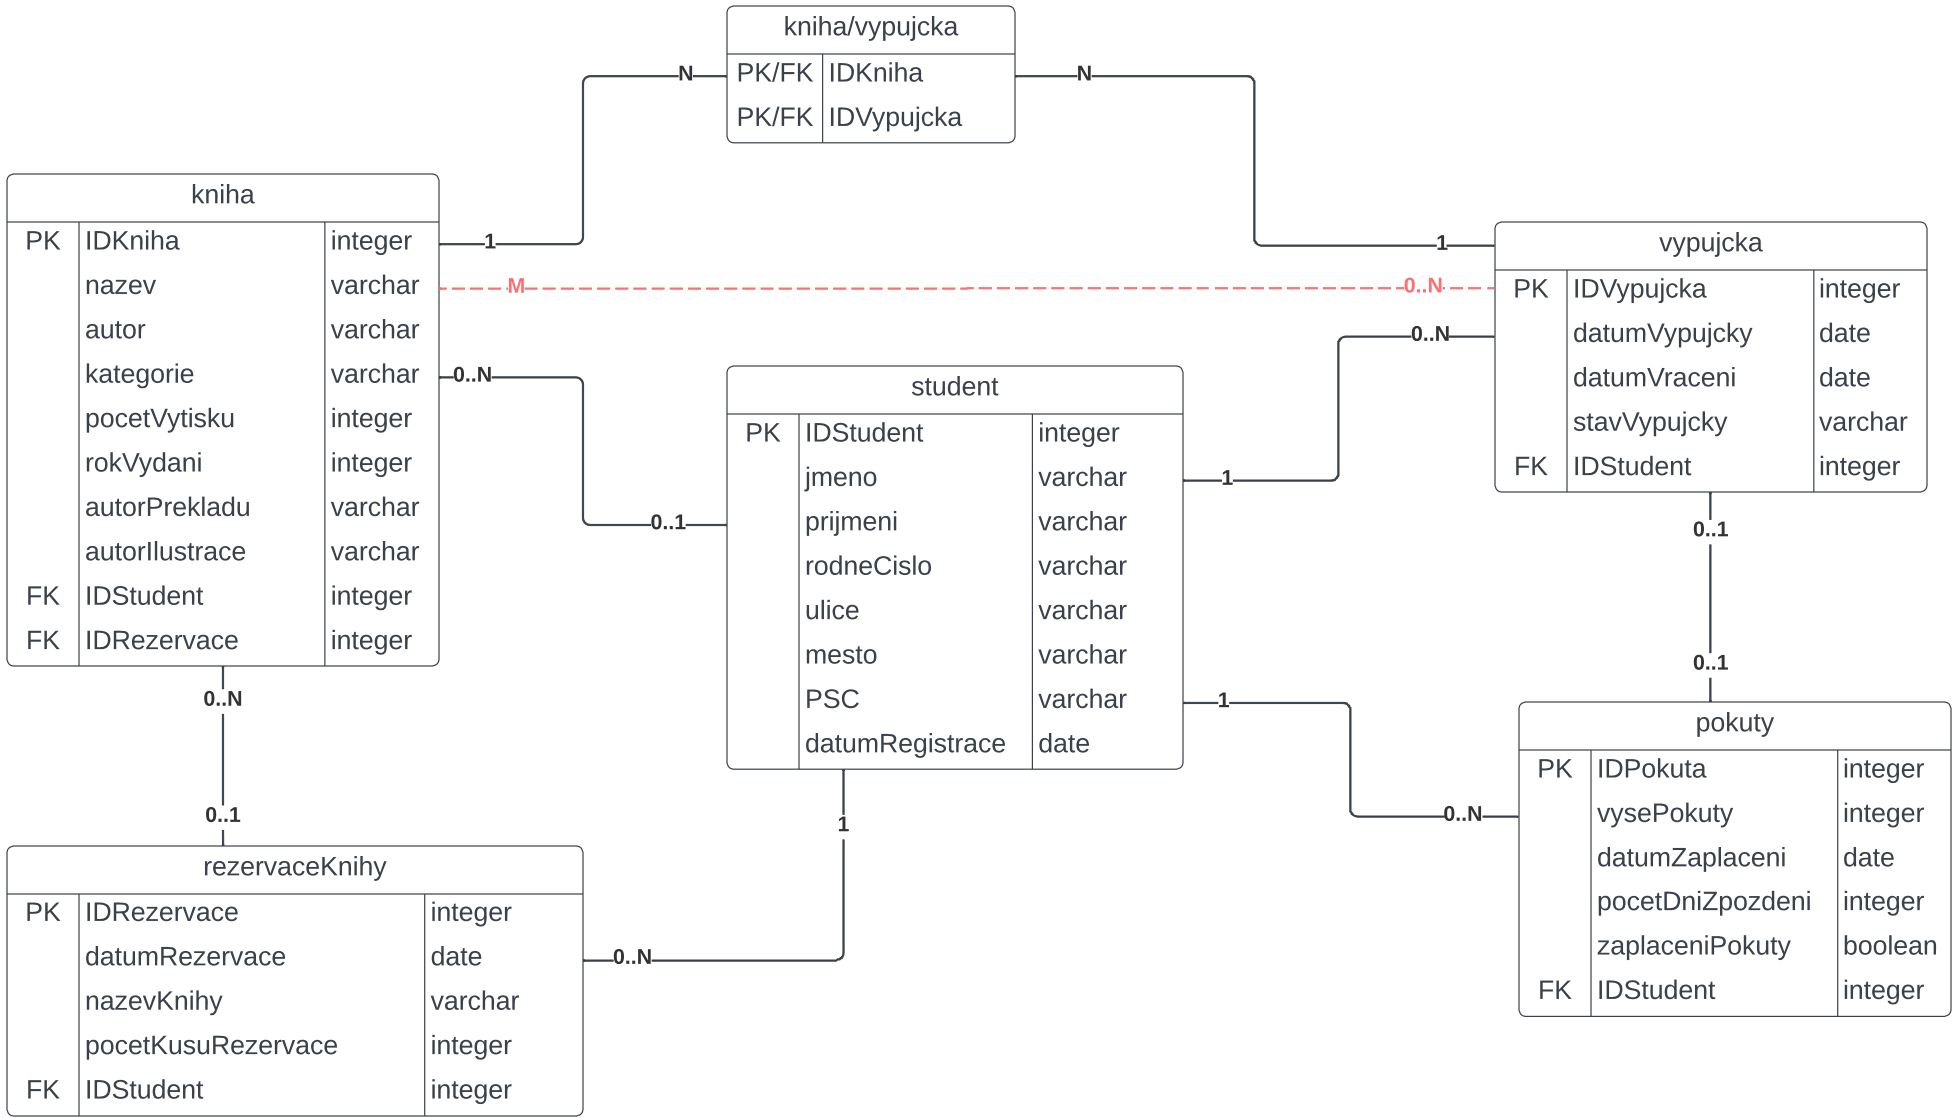 kniha/vypujcka
PK/FK IDKniha
PK/FK IDVypujcka
N
N
1
1
kniha
PK IDKniha integer
nazev varchar
autor varchar
kategorie varchar
pocetVytisku integer
rokVydani integer
autorPrekladu varchar
autorIlustrace varchar
FK IDStudent integer
FK IDRezervace integer
M
0..N
vypujcka
PK IDVypujcka integer
datumVypujcky date
datumVraceni date
stavVypujcky varchar
FK IDStudent integer
0..N
0..1
student
PK IDStudent integer
jmeno varchar
prijmeni varchar
rodneCislo varchar
ulice varchar
mesto varchar
PSC varchar
datumRegistrace date
1
0..N
0..1
0..1
1
0..N
0..N
0..1
1
0..N
rezervaceKnihy
PK IDRezervace integer
datumRezervace date
nazevKnihy varchar
pocetKusuRezervace integer
FK IDStudent integer
pokuty
PK IDPokuta integer
vysePokuty integer
datumZaplaceni date
pocetDniZpozdeni integer
zaplaceniPokuty boolean
FK IDStudent integer